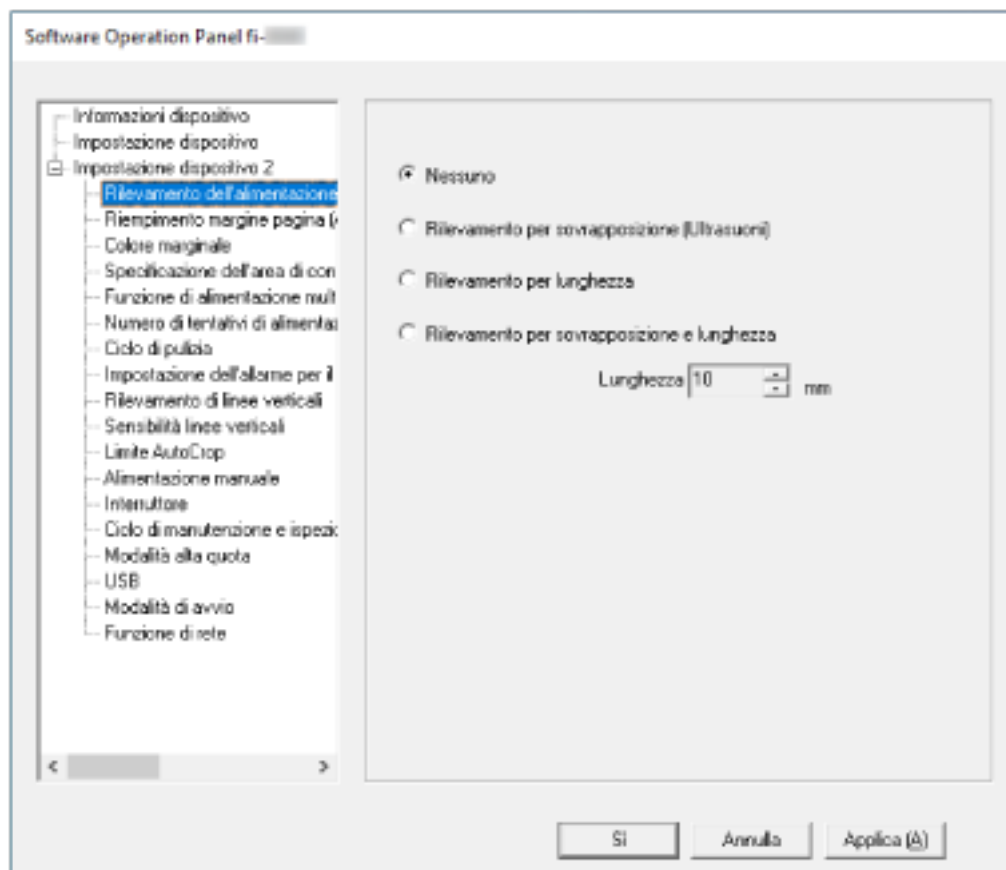 Software Operation Panel fi-
Informazioni dispositivo
Impostazione dispositivo
Impostazione dispositivo 2
Rilevamento dell'alimentazione
Riempimento margine pagina (
Colore marginale
Specificazione dell'area di con
Funzione di alimentazione mult
Numero di tentativi di alimentaz
Ciclo di pulizia
Impostazione dell'allarme per il
Rilevamento di linee verticali
Sensibilità linee verticali
Limite AutoCrop
Alimentazione manuale
Interruttore
Ciclo di manutenzione e ispezic
Modalità alta quota
USB
Modalità di avvio
Funzione di rete
Nessuno
Rilevamento per sovrapposizione (Ultrasuoni)
Rilevamento per lunghezza
Rilevamento per sovrapposizione e lunghezza
Lunghezza 10 mm
Sì Annulla Applica (A)